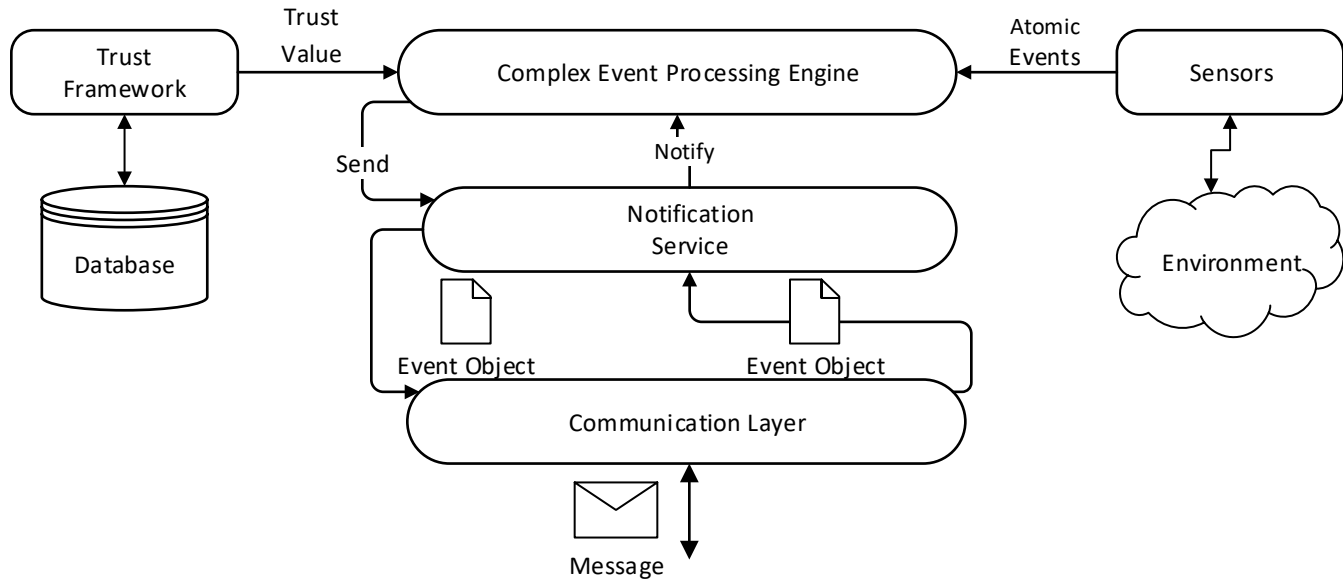 Trust
Value
Atomic
Events
Trust
Framework
Complex Event Processing Engine
Sensors
Send
Notify
Notification
Service
Database
Environment
Event Object
Event Object
Communication Layer
Message